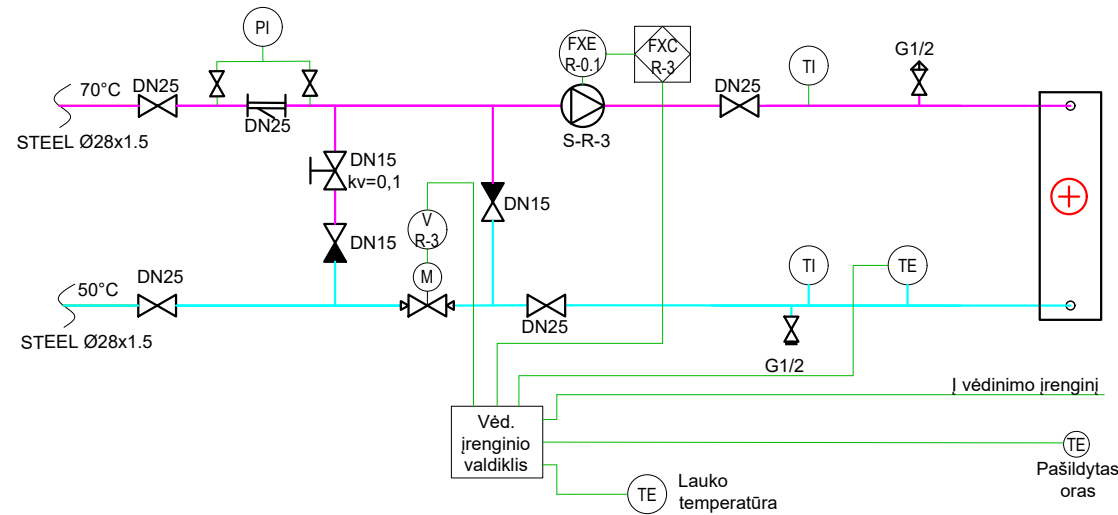 PI
FXE
R-0.1
FXC
R-3
G1/2
70°C
DN25
DN25
S-R-3
DN25
TI
STEEL Ø28x1.5
DN15
kv=0,1
DN15
V
R-3
DN15
M
50°C
DN25
DN25
TI
TE
STEEL Ø28x1.5
G1/2
Vėd.
įrenginio
valdiklis
Į vėdinimo įrenginį
TE
Pašildytas
oras
TE
Lauko
temperatūra